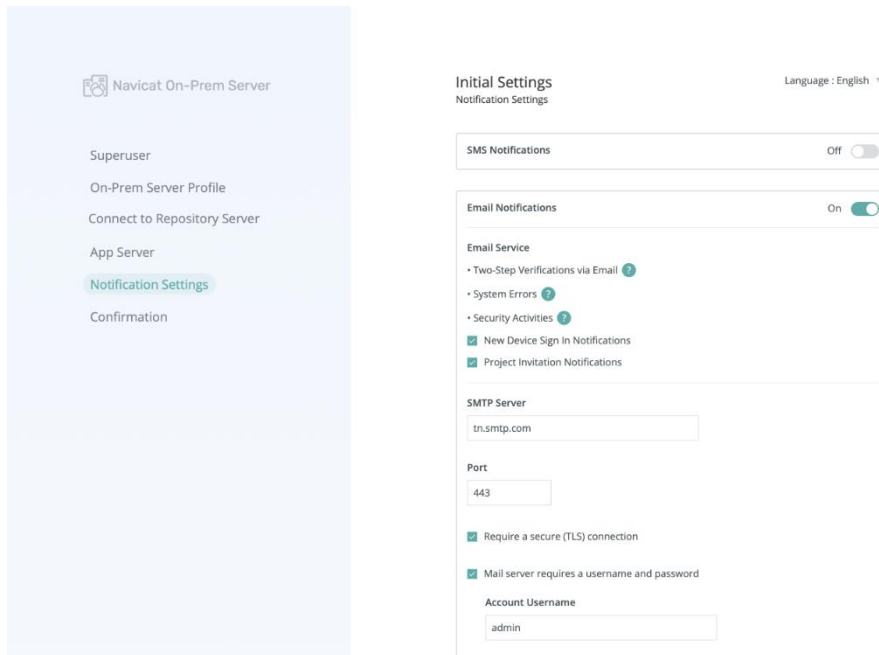 Navicat On-Prem Server
Superuser
On-Prem Server Profile
Connect to Repository Server
App Server
Notification Settings
Confirmation
Initial Settings
Language : English
Notification Settings
SMS Notifications
Off
Email Notifications
On
Email Service
• Two-Step Verifications via Email ?
• System Errors ?
• Security Activities ?
New Device Sign In Notifications
Project Invitation Notifications
SMTP Server
tn.smtp.com
Port
443
Require a secure (TLS) connection
Mail server requires a username and password
Account Username
admin